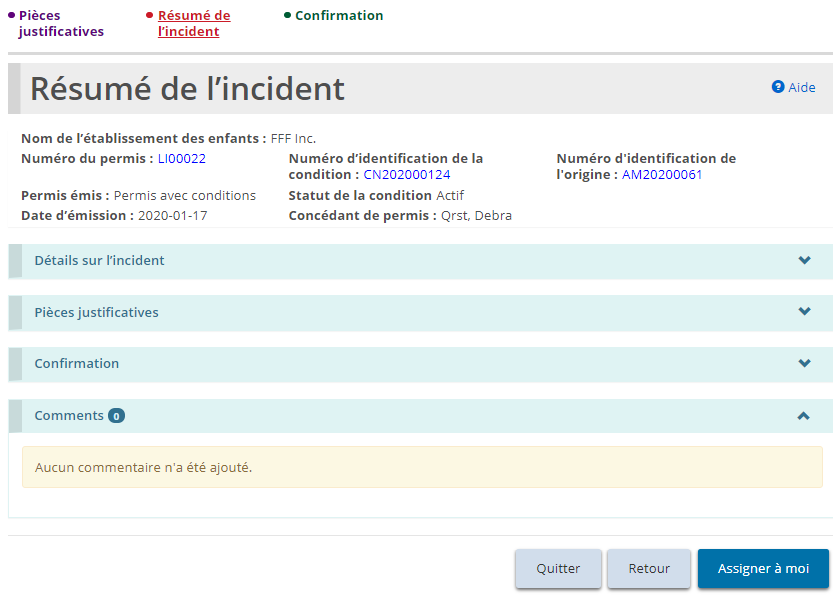 Pièces
justificatives
Résumé de
l'incident
Confirmation
Résumé de l’incident
Aide
Nom de l’établissement des enfants : FFF Inc.
Numéro du permis : LI00022
Numéro d’identification de la
condition : CN202000124
Numéro d'identification de
l'origine : AM20200061
Permis émis : Permis avec conditions
Statut de la condition Actif
Date d’émission : 2020-01-17
Concédant de permis : Qrst, Debra
Détails sur l’incident
Pièces justificatives
Confirmation
Comments 0
Aucun commentaire n'a été ajouté.
Quitter
Retour
Assigner à moi